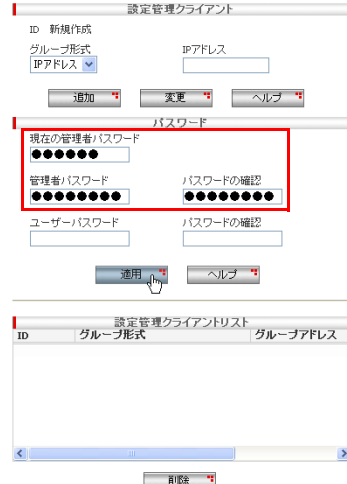 設定管理クライアント
ID 新規作成
グループ形式 IPアドレス
IPアドレス
追加 変更 ヘルプ
パスワード
現在の管理者パスワード
●●●●●●
管理者パスワード パスワードの確認
●●●●●●●● ●●●●●●●●
ユーザーパスワード パスワードの確認
適用 ヘルプ
設定管理クライアントリスト
ID グループ形式 グループアドレス
削除